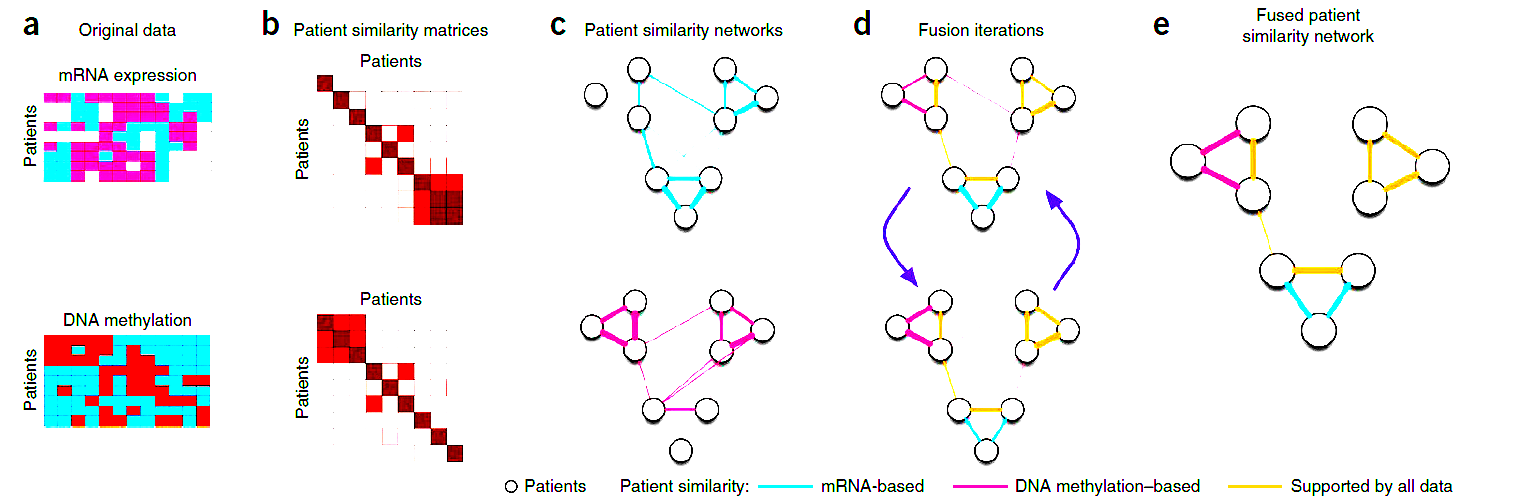 a Original data
mRNA expression
Patients
DNA methylation
Patients
b Patient similarity matrices
Patients
Patients
Patients
Patients
c Patient similarity networks
d Fusion iterations
e Fused patient
similarity network
Patients Patient similarity: mRNA-based DNA methylation–based Supported by all data